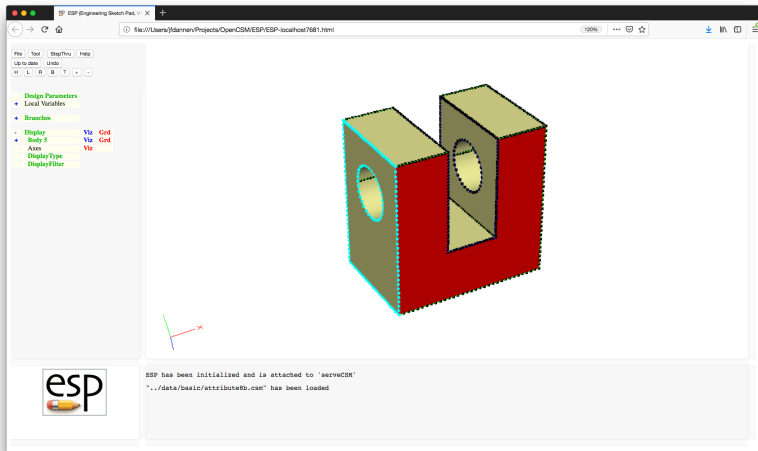 ESP (Engineering Sketch Pad, V
file:///Users/jfdannen/Projects/OpenCSM/ESP/ESP-localhost7681.html
120%
File Tool StepThru Help
Up to date Undo
H L R B T + -
Design Parameters
+ Local Variables
+ Branches
- Display Viz Grd
+ Body 5 Viz Grd
Axes Viz
DisplayType
DisplayFilter
X
esp
ESP has been initialized and is attached to 'serveCSM'
"../data/basic/attribute8b.csm" has been loaded